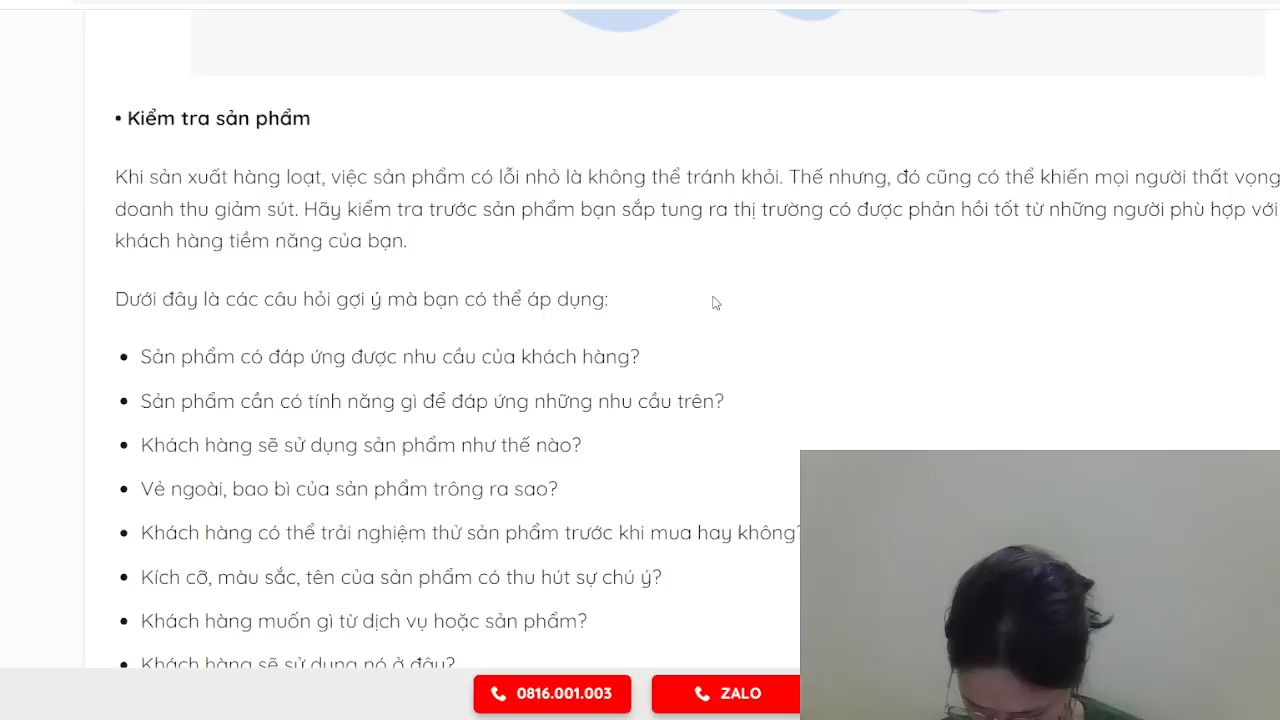 • Kiểm tra sản phẩm
Khi sản xuất hàng loạt, việc sản phẩm có lỗi nhỏ là không thể tránh khỏi. Thế nhưng, đó cũng có thể khiến mọi người thất vọng
doanh thu giảm sút. Hãy kiểm tra trước sản phẩm bạn sắp tung ra thị trường có được phản hồi tốt từ những người phù hợp với
khách hàng tiềm năng của bạn.
Dưới đây là các câu hỏi gợi ý mà bạn có thể áp dụng:
• Sản phẩm có đáp ứng được nhu cầu của khách hàng?
• Sản phẩm cần có tính năng gì để đáp ứng những nhu cầu trên?
• Khách hàng sẽ sử dụng sản phẩm như thế nào?
• Vẻ ngoài, bao bì của sản phẩm trông ra sao?
• Khách hàng có thể trải nghiệm thử sản phẩm trước khi mua hay không?
• Kích cỡ, màu sắc, tên của sản phẩm có thu hút sự chú ý?
• Khách hàng muốn gì từ dịch vụ hoặc sản phẩm?
• Khách hàng sẽ sử dụng nó ở đâu?
0816.001.003
ZALO